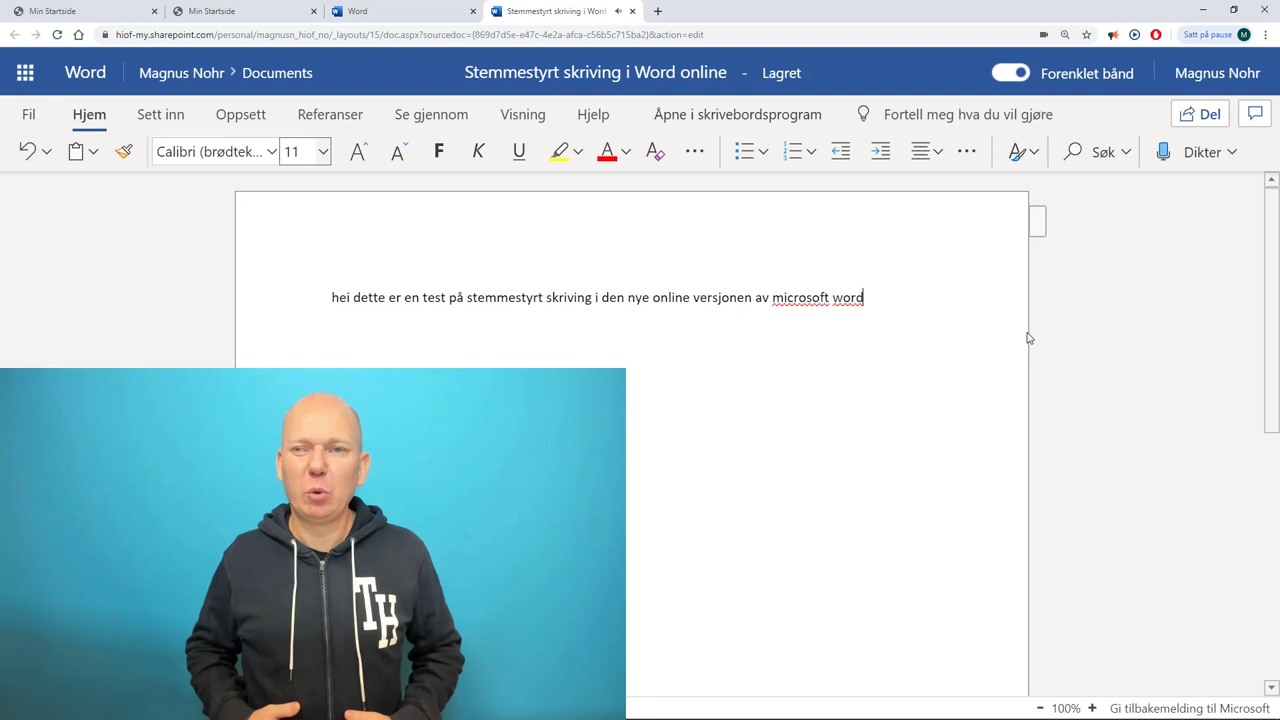 Min Startside
Min Startside
Word
Stemmestyrt skriving i Word
hiof-my.sharepoint.com/personal/magnusn_hiof_no/_layouts/15/doc.aspx?sourcedoc={869d7d5e-e47c-4e2a-afca-c56b5c715ba2}&action=edit
Satt på pause
M
Word
Magnus Nohr > Documents
Stemmestyrt skriving i Word online - Lagret
Forenklet bånd
Magnus Nohr
Fil Hjem Sett inn Oppsett Referanser Se gjennom Visning Hjelp Åpne i skrivebordsprogram Fortell meg hva du vil gjøre Del
Calibri (brødtek... 11 F K U Søk Dikter
hei dette er en test på stemmestyrt skriving i den nye online versjonen av microsoft word
TH
100% Gi tilbakemelding til Microsoft